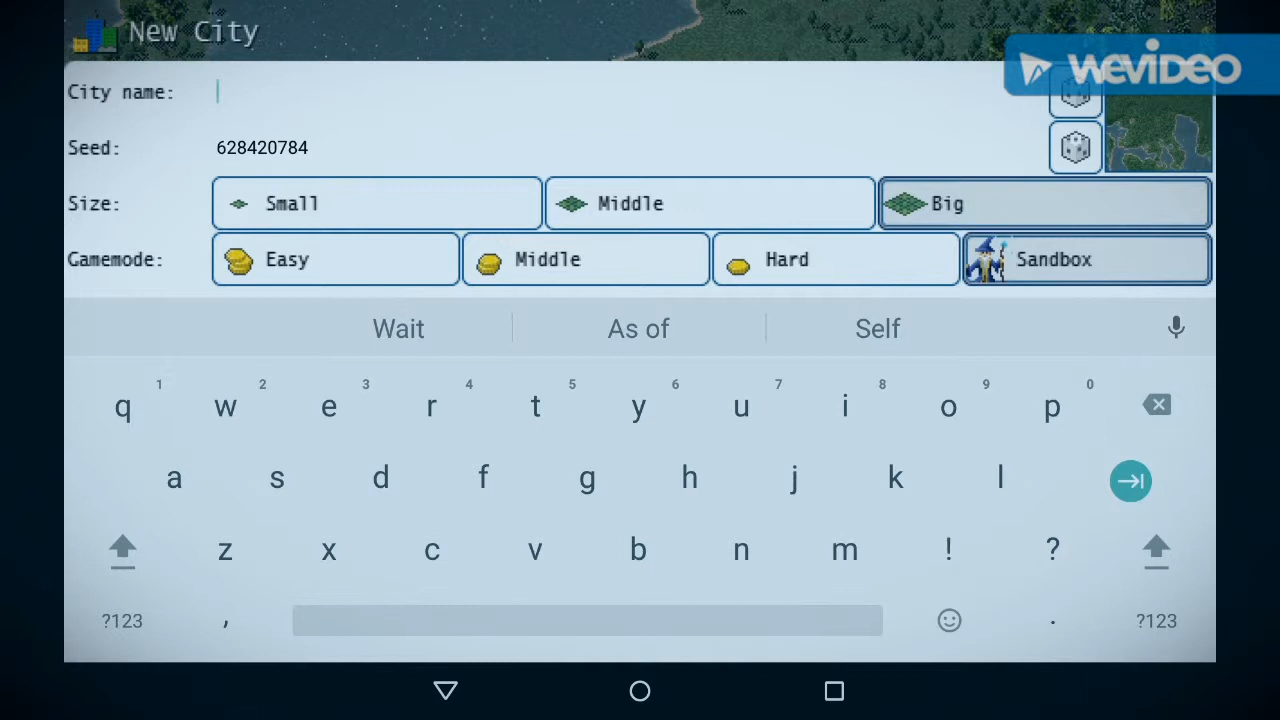 New City
WEVIDEO
City name:
Seed: 628420784
Size: Small Middle Big
Gamemode: Easy Middle Hard Sandbox
Wait As of Self
1 2 3 4 5 6 7 8 9 0
q w e r t y u i o p
a s d f g h j k l
z x c v b n m ! ?
?123 , . ?123